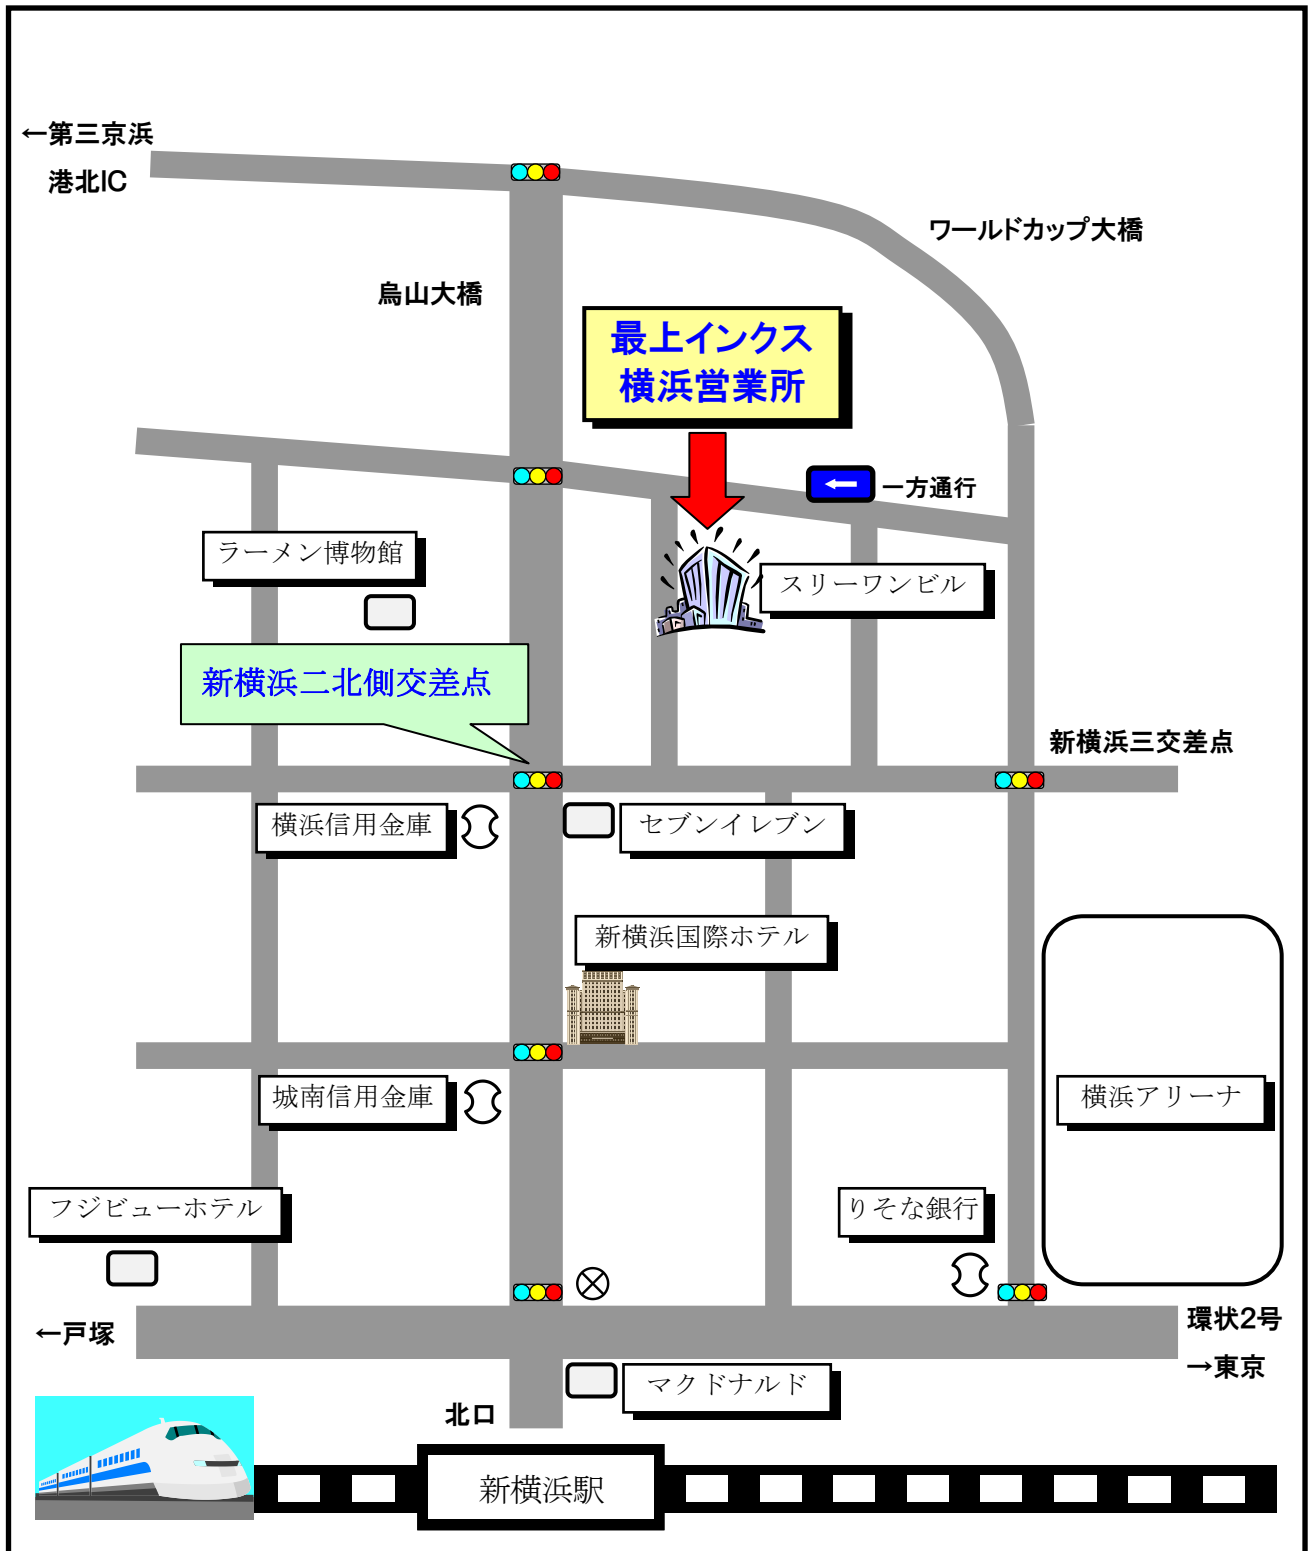 ←第三京浜
港北IC
ワールドカップ大橋
鳥山大橋
最上インクス
横浜営業所
← 一方通行
ラーメン博物館
スリーワンビル
新横浜二北側交差点
新横浜三交差点
横浜信用金庫
セブンイレブン
新横浜国際ホテル
城南信用金庫
横浜アリーナ
フジビューホテル
りそな銀行
環状2号
←戸塚
→東京
マクドナルド
北口
新横浜駅